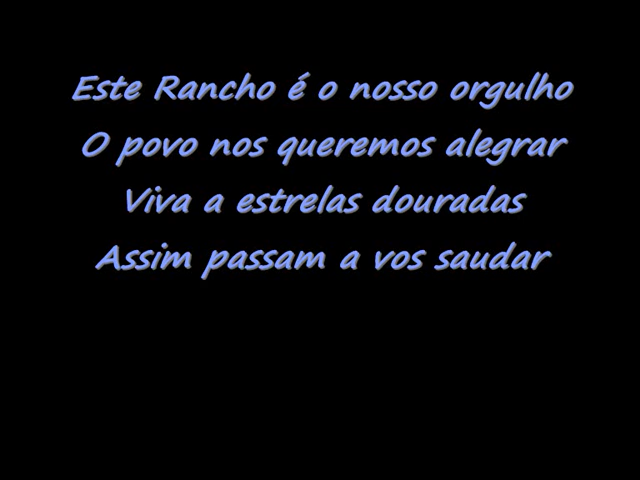 Este Rancho é o nosso orgulho
O povo nos queremos alegrar
Viva a estrelas douradas
Assim passam a vos saudar